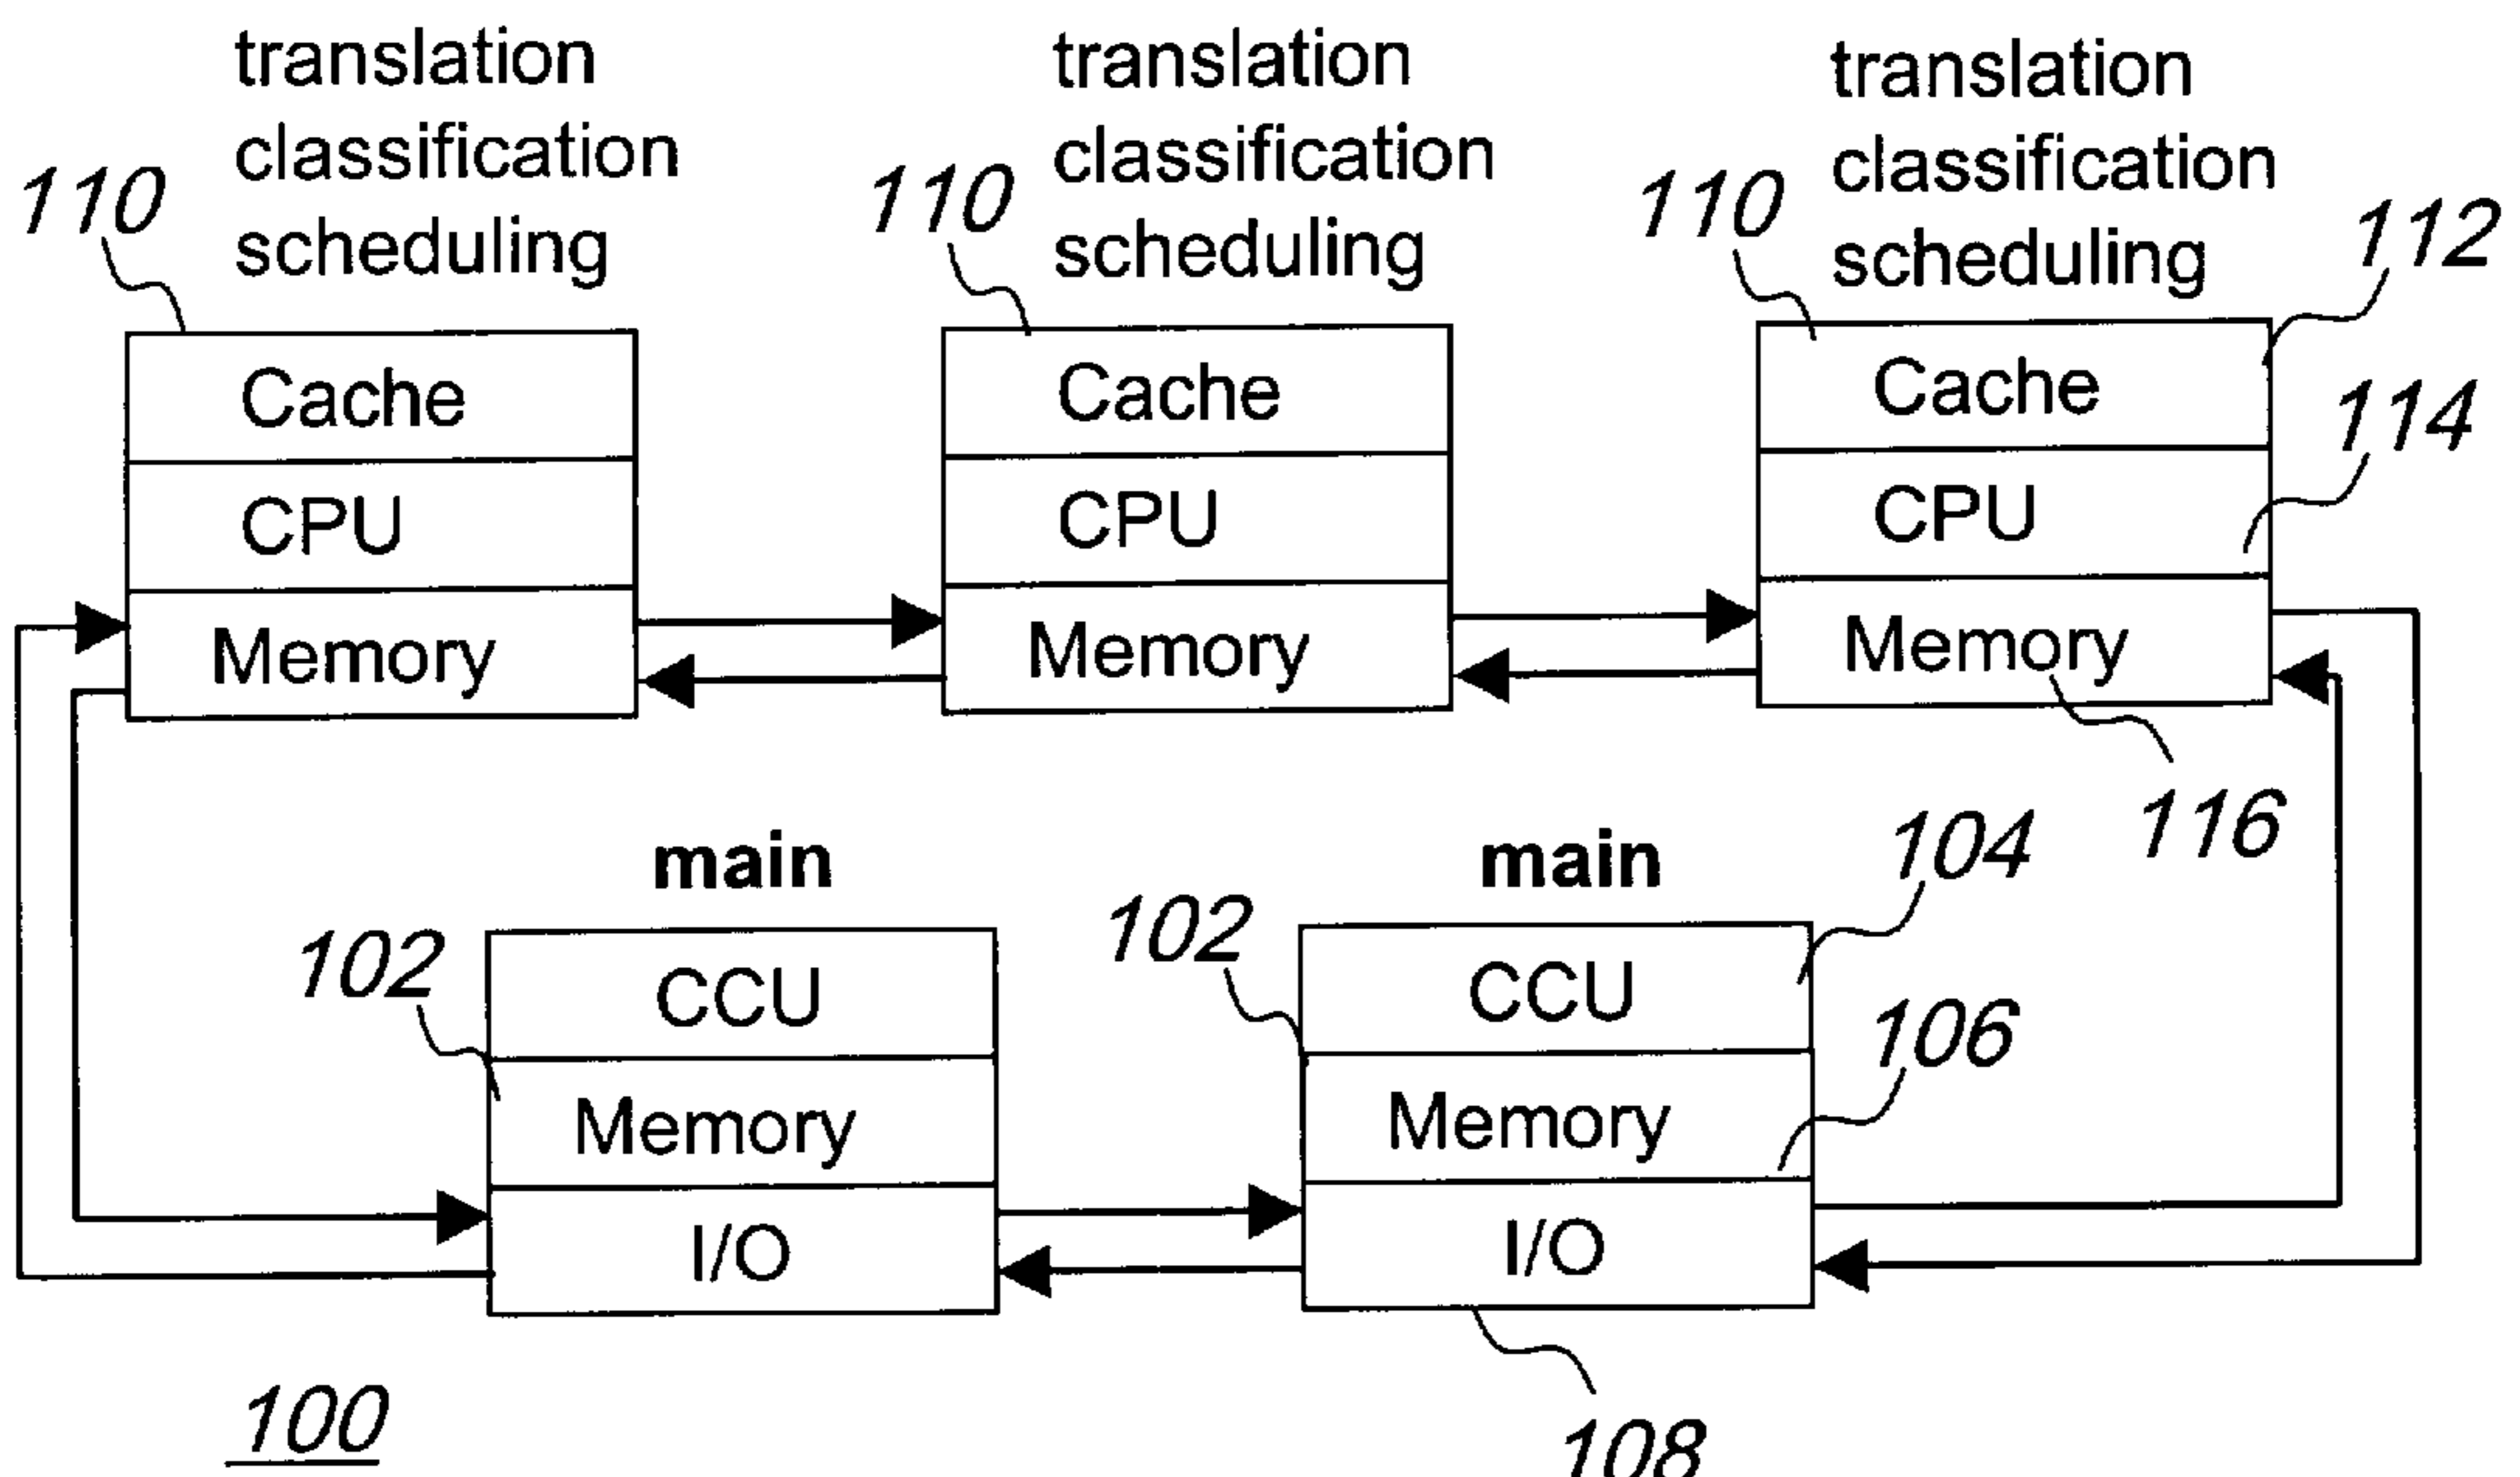 translation
classification
scheduling
translation
classification
scheduling
translation
classification
scheduling
110
110
110
112
Cache
CPU
Memory
Cache
CPU
Memory
Cache
CPU
Memory
114
116
main
main
102
102
104
106
CCU
Memory
I/O
CCU
Memory
I/O
100
108